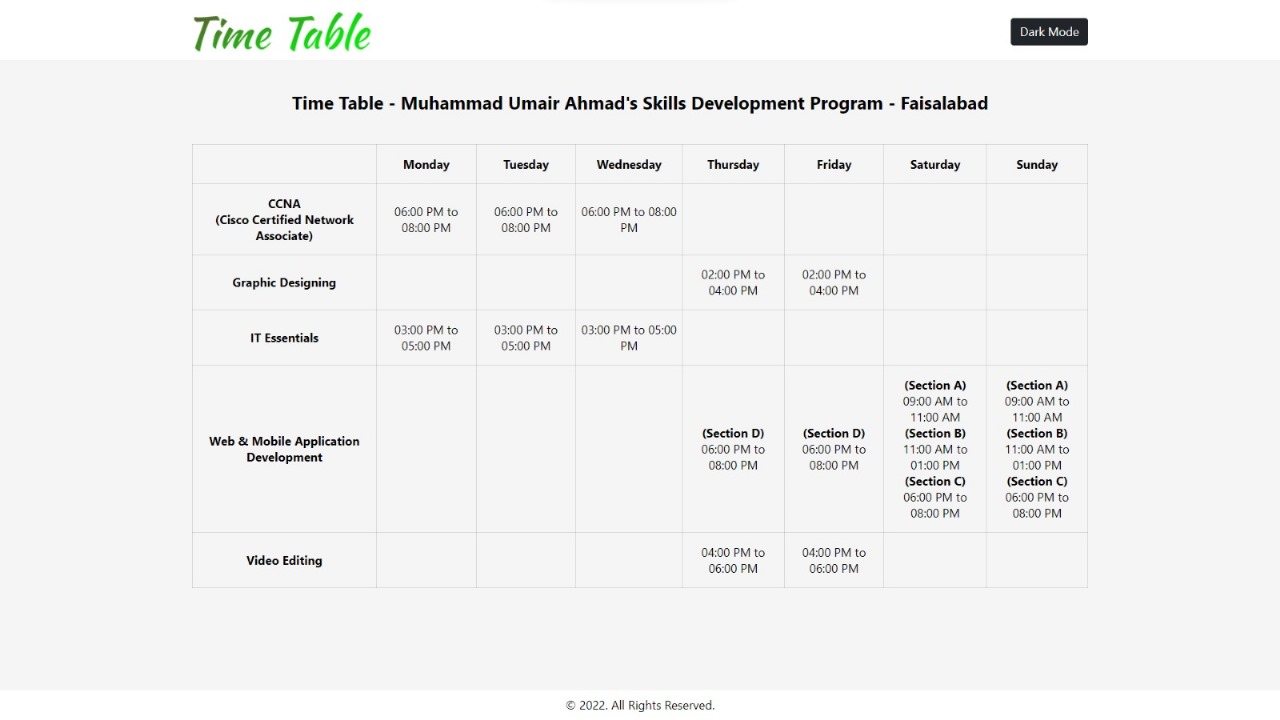 Time Table
Dark Mode
Time Table - Muhammad Umair Ahmad's Skills Development Program - Faisalabad
Monday Tuesday Wednesday Thursday Friday Saturday Sunday
CCNA
(Cisco Certified Network
Associate)
06:00 PM to
08:00 PM
06:00 PM to
08:00 PM
06:00 PM to 08:00
PM
Graphic Designing
02:00 PM to
04:00 PM
02:00 PM to
04:00 PM
IT Essentials
03:00 PM to
05:00 PM
03:00 PM to
05:00 PM
03:00 PM to 05:00
PM
Web & Mobile Application
Development
(Section D)
06:00 PM to
08:00 PM
(Section D)
06:00 PM to
08:00 PM
(Section A)
09:00 AM to
11:00 AM
(Section B)
11:00 AM to
01:00 PM
(Section C)
06:00 PM to
08:00 PM
(Section A)
09:00 AM to
11:00 AM
(Section B)
11:00 AM to
01:00 PM
(Section C)
06:00 PM to
08:00 PM
Video Editing
04:00 PM to
06:00 PM
04:00 PM to
06:00 PM
© 2022. All Rights Reserved.